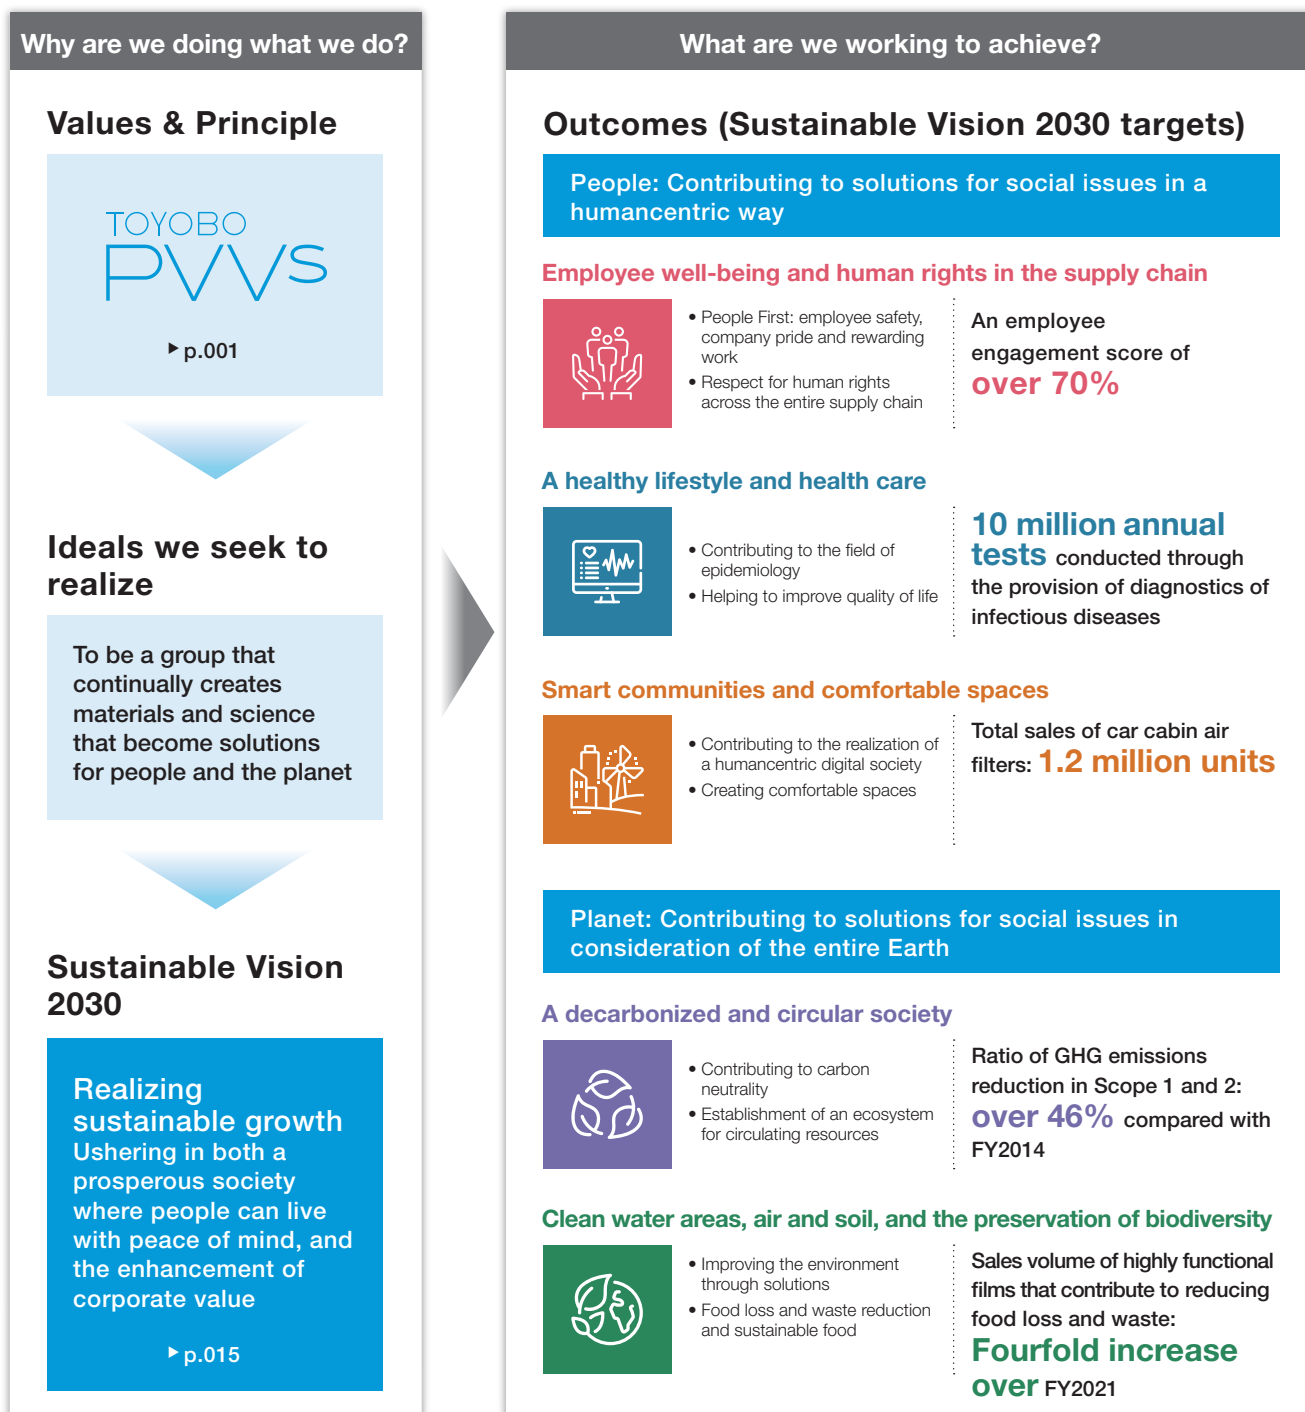 Why are we doing what we do?
Values & Principle
TOYOBO
PVVs
▶ p.001
Ideals we seek to
realize
To be a group that
continually creates
materials and science
that become solutions
for people and the planet
Sustainable Vision
2030
Realizing
sustainable growth
Ushering in both a
prosperous society
where people can live
with peace of mind, and
the enhancement of
corporate value
▶ p.015
What are we working to achieve?
Outcomes (Sustainable Vision 2030 targets)
People: Contributing to solutions for social issues in a
humancentric way
Employee well-being and human rights in the supply chain
• People First: employee safety,
company pride and rewarding
work
• Respect for human rights
across the entire supply chain
An employee
engagement score of
over 70%
A healthy lifestyle and health care
• Contributing to the field of
epidemiology
• Helping to improve quality of life
10 million annual
tests conducted through
the provision of diagnostics of
infectious diseases
Smart communities and comfortable spaces
• Contributing to the realization of
a humancentric digital society
• Creating comfortable spaces
Total sales of car cabin air
filters: 1.2 million units
Planet: Contributing to solutions for social issues in
consideration of the entire Earth
A decarbonized and circular society
• Contributing to carbon
neutrality
• Establishment of an ecosystem
for circulating resources
Ratio of GHG emissions
reduction in Scope 1 and 2:
over 46% compared with
FY2014
Clean water areas, air and soil, and the preservation of biodiversity
• Improving the environment
through solutions
• Food loss and waste reduction
and sustainable food
Sales volume of highly functional
films that contribute to reducing
food loss and waste:
Fourfold increase
over FY2021